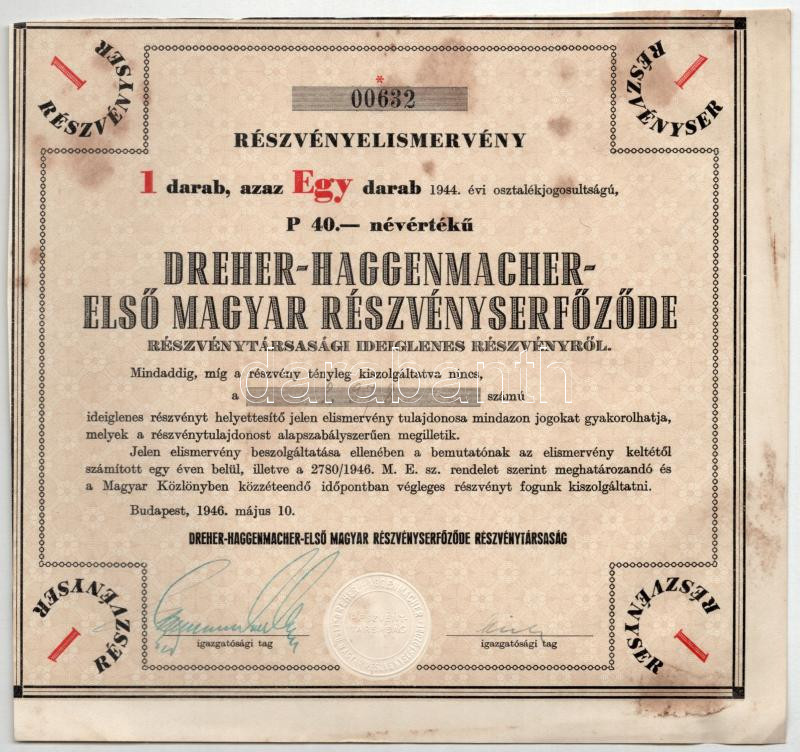 1 RÉSZVÉNYSER
1 RÉSZVÉNYSER
*
00632
RÉSZVÉNYELISMERVÉNY
1 darab, azaz Egy darab 1944. évi osztalékjogosultságú,
P 40.— névértékű
DREHER-HAGGENMACHER-
ELSŐ MAGYAR RÉSZVÉNYSERFŐZŐDE
RÉSZVÉNYTÁRSASÁGI IDEIGLENES RÉSZVÉNYRŐL.
Mindaddig, míg a részvény tényleg kiszolgáltatva nincs,
a számú
darabanth
ideiglenes részvényt helyettesítő jelen elismervény tulajdonosa mindazon jogokat gyakorolhatja,
melyek a részvénytulajdonost alapszabályszerűen megilletik.
Jelen elismervény beszolgáltatása ellenében a bemutatónak az elismervény keltétől
számított egy éven belül, illetve a 2780/1946. M. E. sz. rendelet szerint meghatározandó és
a Magyar Közlönyben közzéteendő időpontban végleges részvényt fogunk kiszolgáltatni.
Budapest, 1946. május 10.
DREHER-HAGGENMACHER-ELSŐ MAGYAR RÉSZVÉNYSERFŐZŐDE RÉSZVÉNYTÁRSASÁG
igazgatósági tag
igazgatósági tag
1 RÉSZVÉNYSER
1 RÉSZVÉNYSER